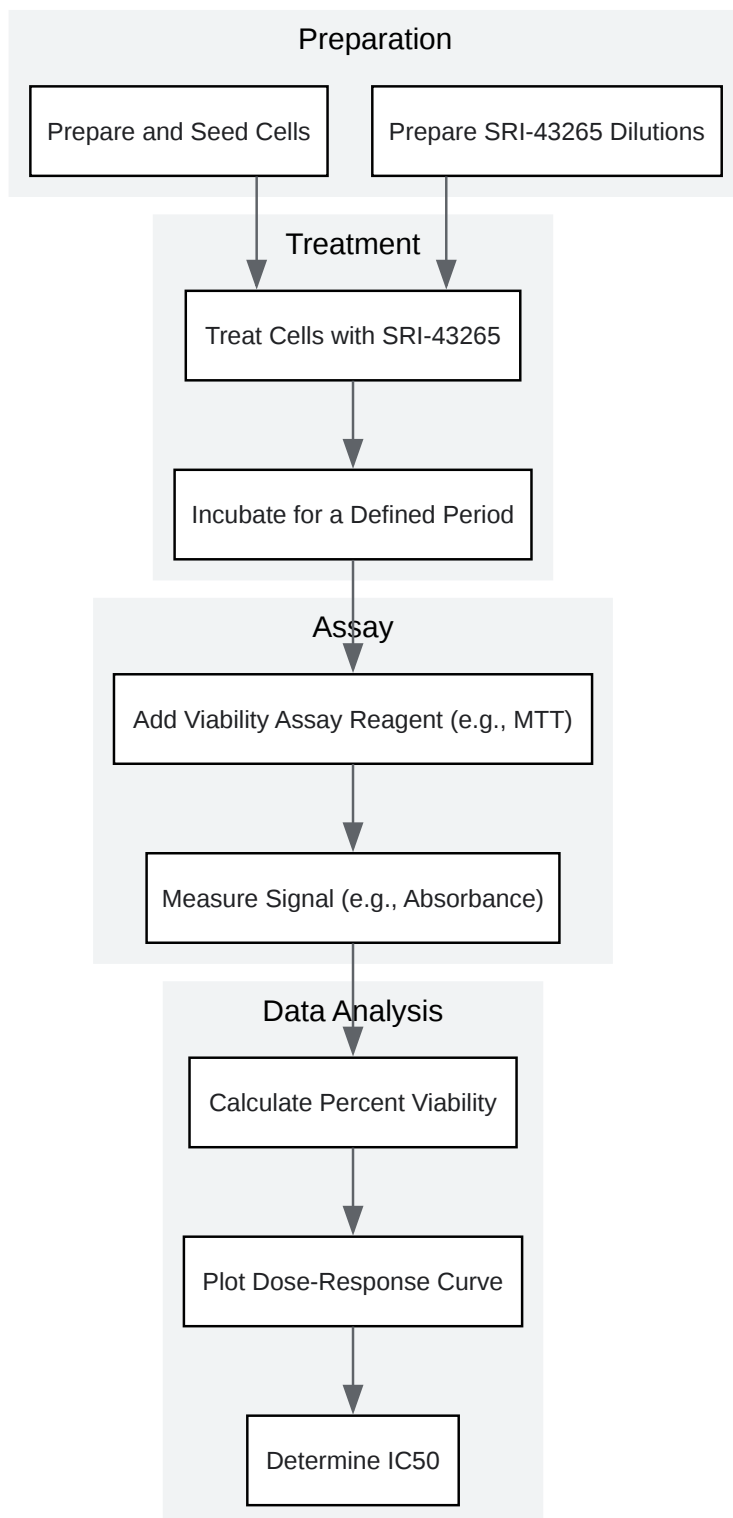 Preparation
Prepare and Seed Cells
Prepare SRI-43265 Dilutions
Treatment
Treat Cells with SRI-43265
Incubate for a Defined Period
Assay
Add Viability Assay Reagent (e.g., MTT)
Measure Signal (e.g., Absorbance)
Data Analysis
Calculate Percent Viability
Plot Dose-Response Curve
Determine IC50